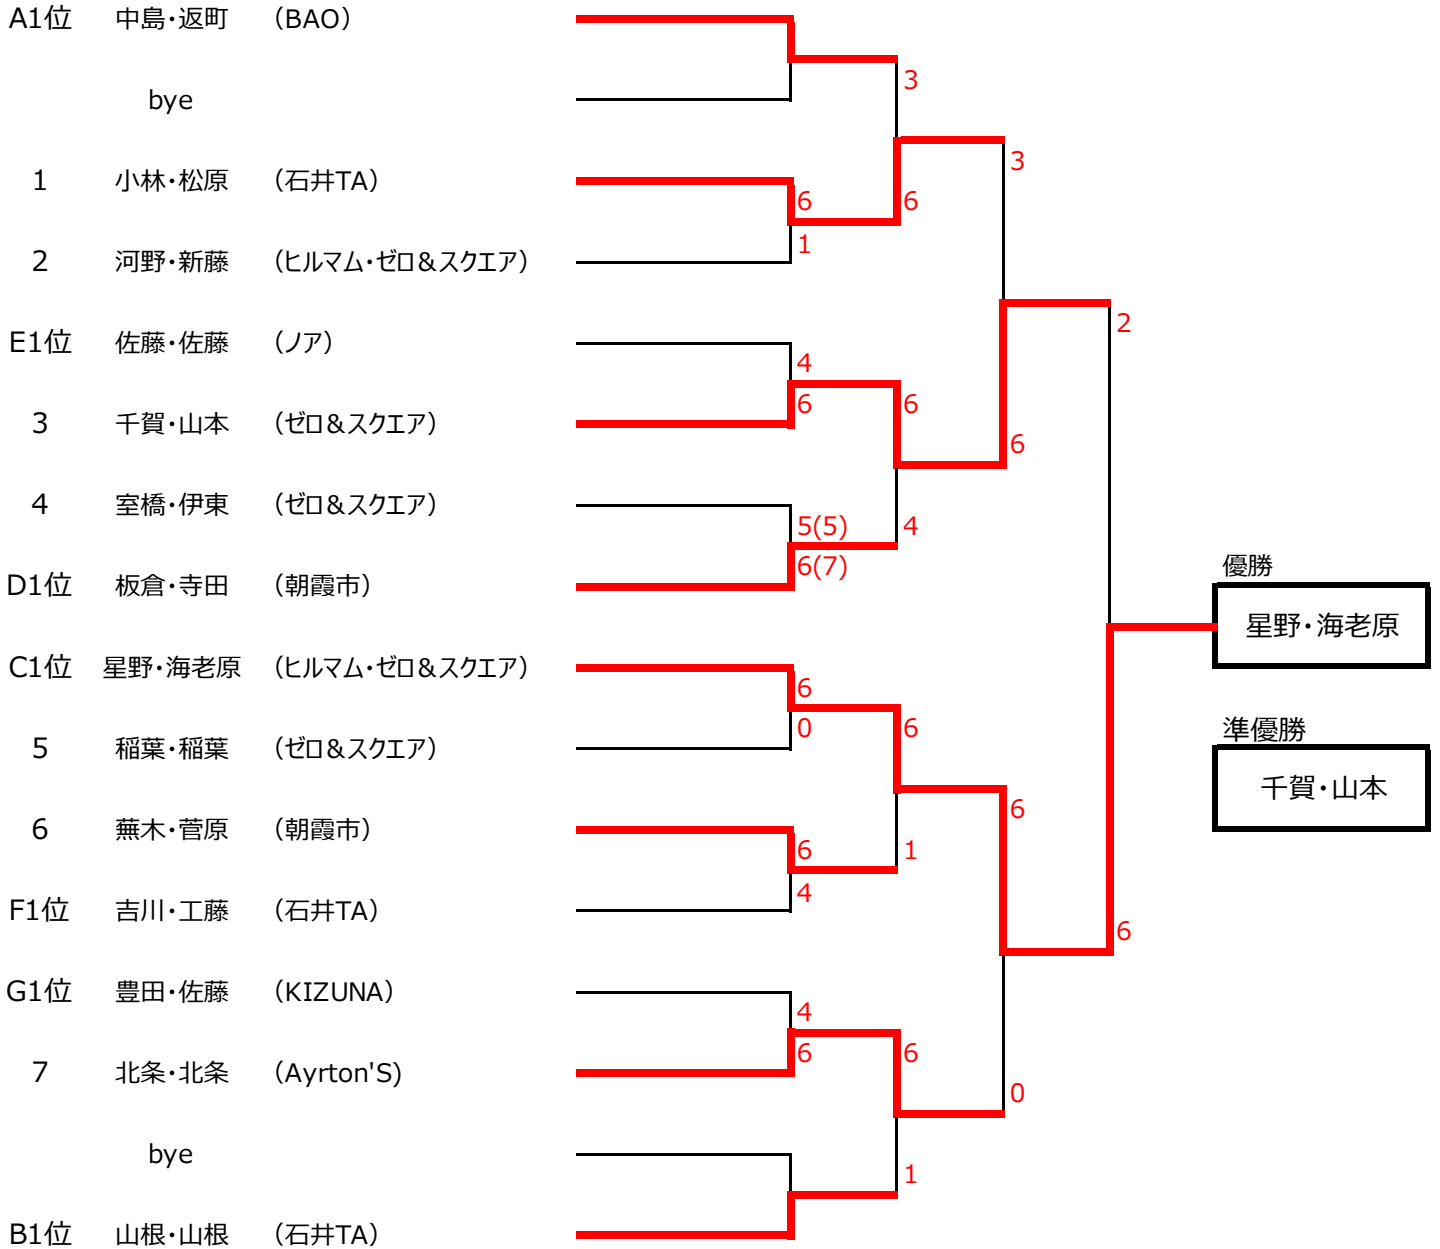 A1位 中島・返町 （BAO）
3
bye
3
1 小林・松原 （石井TA）
6 6
1
2 河野・新藤 （ヒルマム・ゼロ＆スクエア）
2
E1位 佐藤・佐藤 （ノア）
4
6 6
3 千賀・山本 （ゼロ＆スクエア）
6
4 室橋・伊東 （ゼロ＆スクエア）
5(5) 4
6(7)
優勝
D1位 板倉・寺田 （朝霞市）
星野・海老原
C1位 星野・海老原 （ヒルマム・ゼロ＆スクエア）
6
0 6
準優勝
5 稲葉・稲葉 （ゼロ＆スクエア）
千賀・山本
6
6 蕪木・菅原 （朝霞市）
6 1
4
F1位 吉川・工藤 （石井TA）
6
G1位 豊田・佐藤 （KIZUNA）
4
6 6
7 北条・北条 （Ayrton'S)
0
bye
1
B1位 山根・山根 （石井TA）